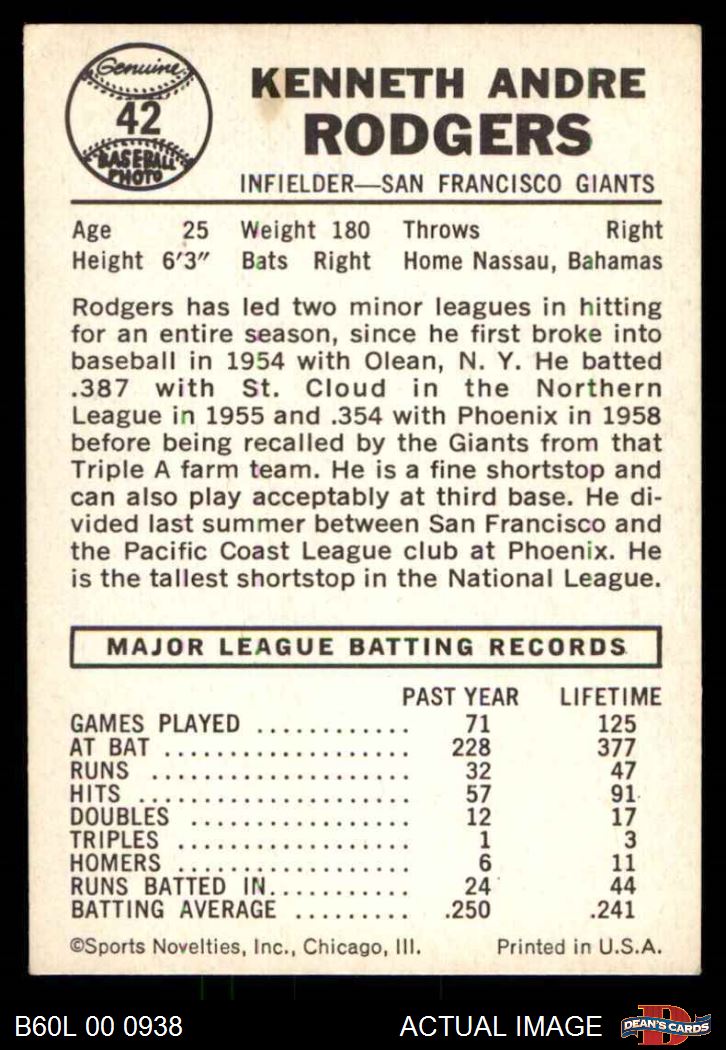 Genuine
42
BASEBALL
PHOTO
KENNETH ANDRE
RODGERS
INFIELDER—SAN FRANCISCO GIANTS
Age 25 Weight 180 Throws Right
Height 6'3" Bats Right Home Nassau, Bahamas
Rodgers has led two minor leagues in hitting
for an entire season, since he first broke into
baseball in 1954 with Olean, N. Y. He batted
.387 with St. Cloud in the Northern
League in 1955 and .354 with Phoenix in 1958
before being recalled by the Giants from that
Triple A farm team. He is a fine shortstop and
can also play acceptably at third base. He di-
vided last summer between San Francisco and
the Pacific Coast League club at Phoenix. He
is the tallest shortstop in the National League.
MAJOR LEAGUE BATTING RECORDS
PAST YEAR LIFETIME
GAMES PLAYED ............ 71 125
AT BAT .................... 228 377
RUNS ..................... 32 47
HITS ...................... 57 91
DOUBLES ................. 12 17
TRIPLES .................. 1 3
HOMERS .................. 6 11
RUNS BATTED IN........... 24 44
BATTING AVERAGE ......... .250 .241
©Sports Novelties, Inc., Chicago, Ill. Printed in U.S.A.
B60L 00 0938 ACTUAL IMAGE D DEAN'S CARDS